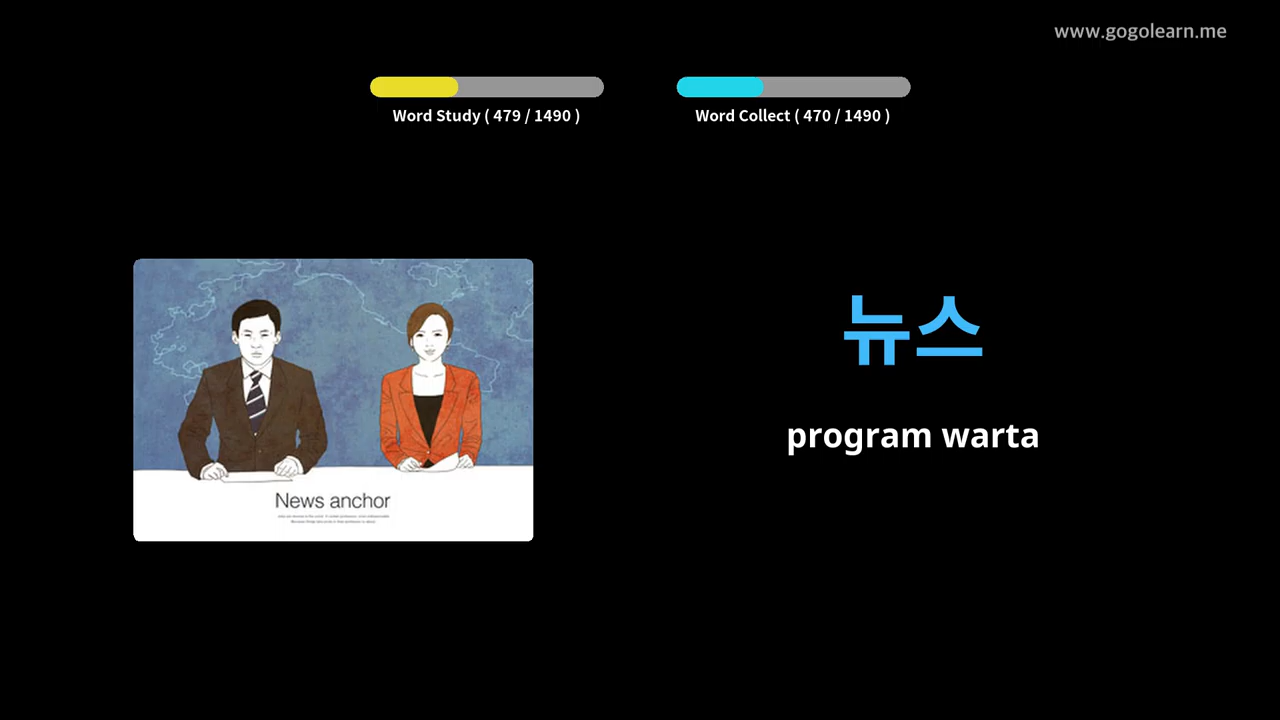 www.gogolearn.me
Word Study ( 479 / 1490 )
Word Collect ( 470 / 1490 )
뉴스
program warta
News anchor